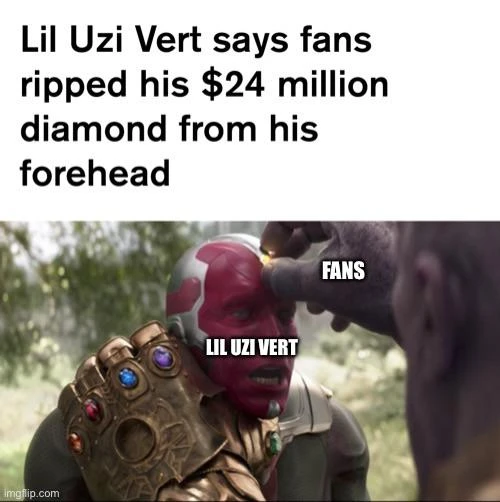 Lil Uzi Vert says fans
ripped his $24 million
diamond from his
forehead
FANS
LIL UZI VERT
imgflip.com